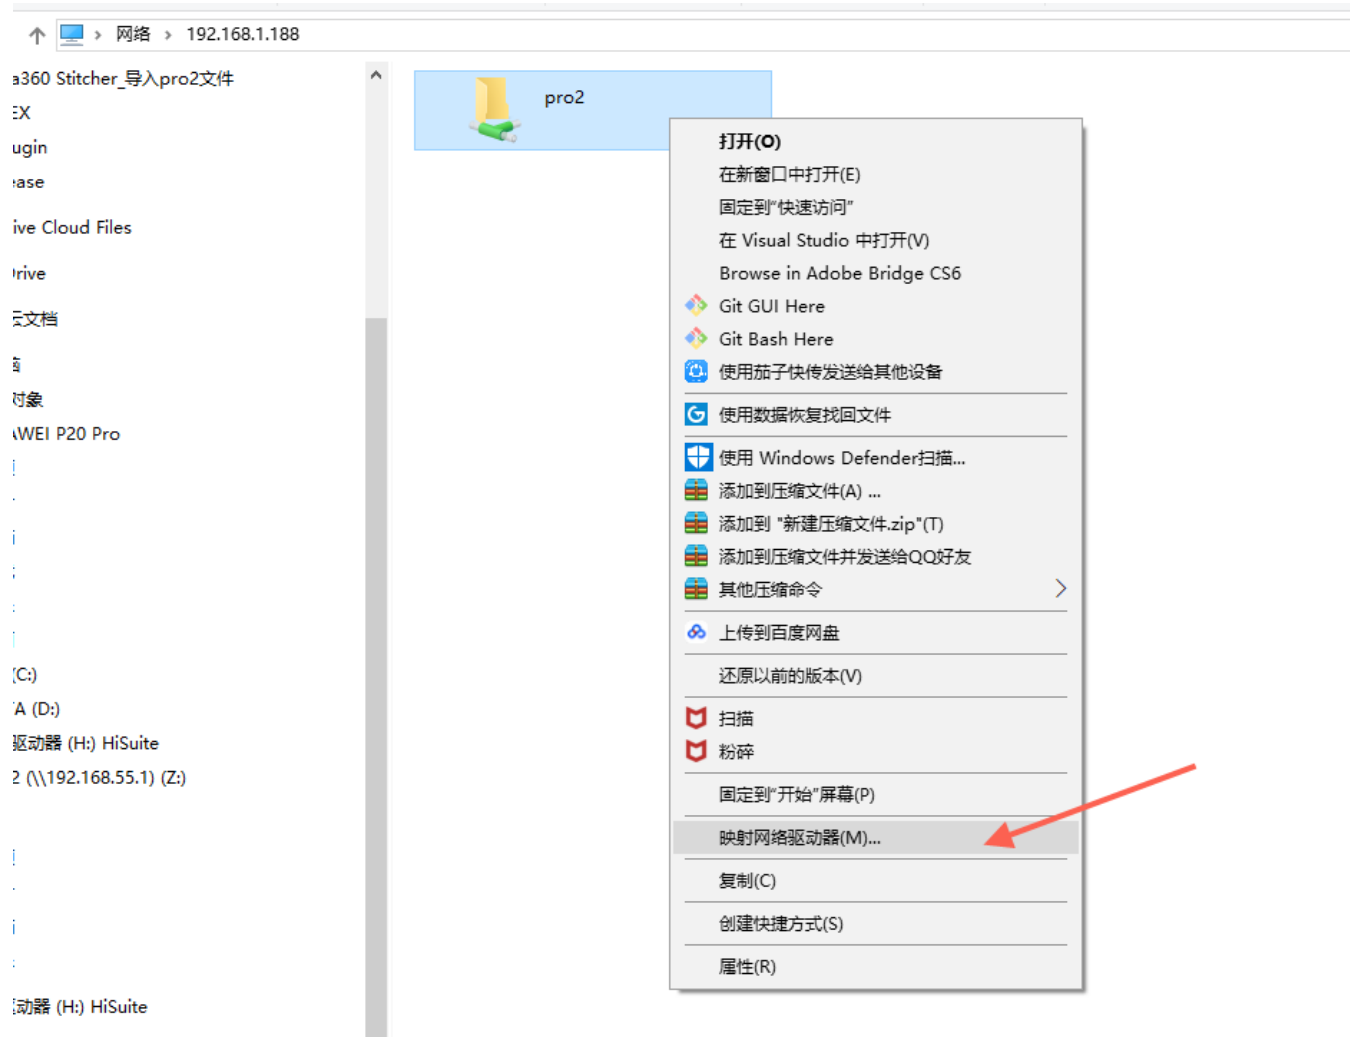 网络 › 192.168.1.188
a360 Stitcher_导入pro2文件
EX
ugin
ase
ive Cloud Files
rive
云文档
对象
WEI P20 Pro
(C:)
A (D:)
驱动器 (H:) HiSuite
2 (\\192.168.55.1) (Z:)
动器 (H:) HiSuite
pro2
打开(O)
在新窗口中打开(E)
固定到"快速访问"
在 Visual Studio 中打开(V)
Browse in Adobe Bridge CS6
Git GUI Here
Git Bash Here
使用茄子快传发送给其他设备
使用数据恢复找回文件
使用 Windows Defender扫描...
添加到压缩文件(A) ...
添加到 "新建压缩文件.zip"(T)
添加到压缩文件并发送给QQ好友
其他压缩命令
上传到百度网盘
还原以前的版本(V)
扫描
粉碎
固定到"开始"屏幕(P)
映射网络驱动器(M)...
复制(C)
创建快捷方式(S)
属性(R)